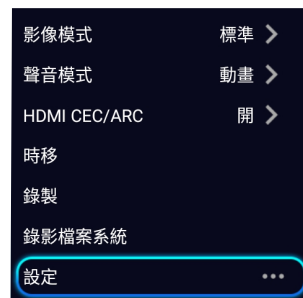 影像模式 標準
聲音模式 動畫
HDMI CEC/ARC 開
時移
錄製
錄影檔案系統
設定